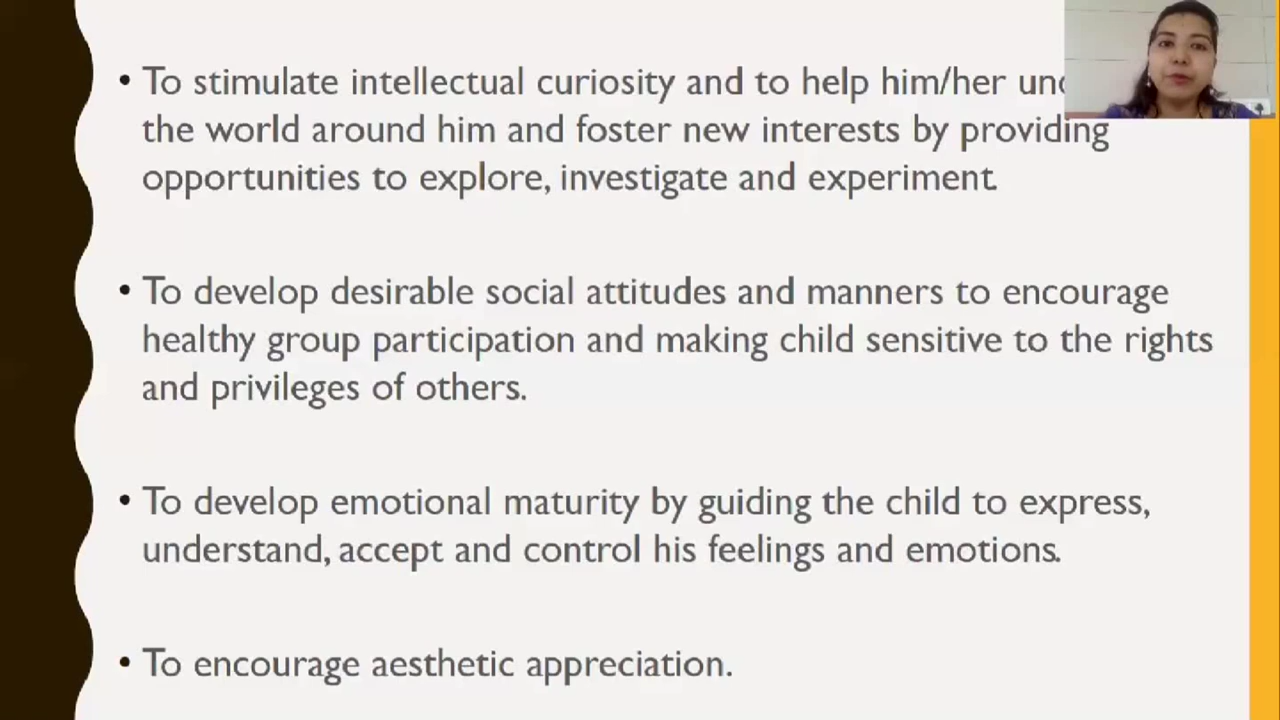 • To stimulate intellectual curiosity and to help him/her
the world around him and foster new interests by providing
opportunities to explore, investigate and experiment.
• To develop desirable social attitudes and manners to encourage
healthy group participation and making child sensitive to the rights
and privileges of others.
• To develop emotional maturity by guiding the child to express,
understand, accept and control his feelings and emotions.
• To encourage aesthetic appreciation.